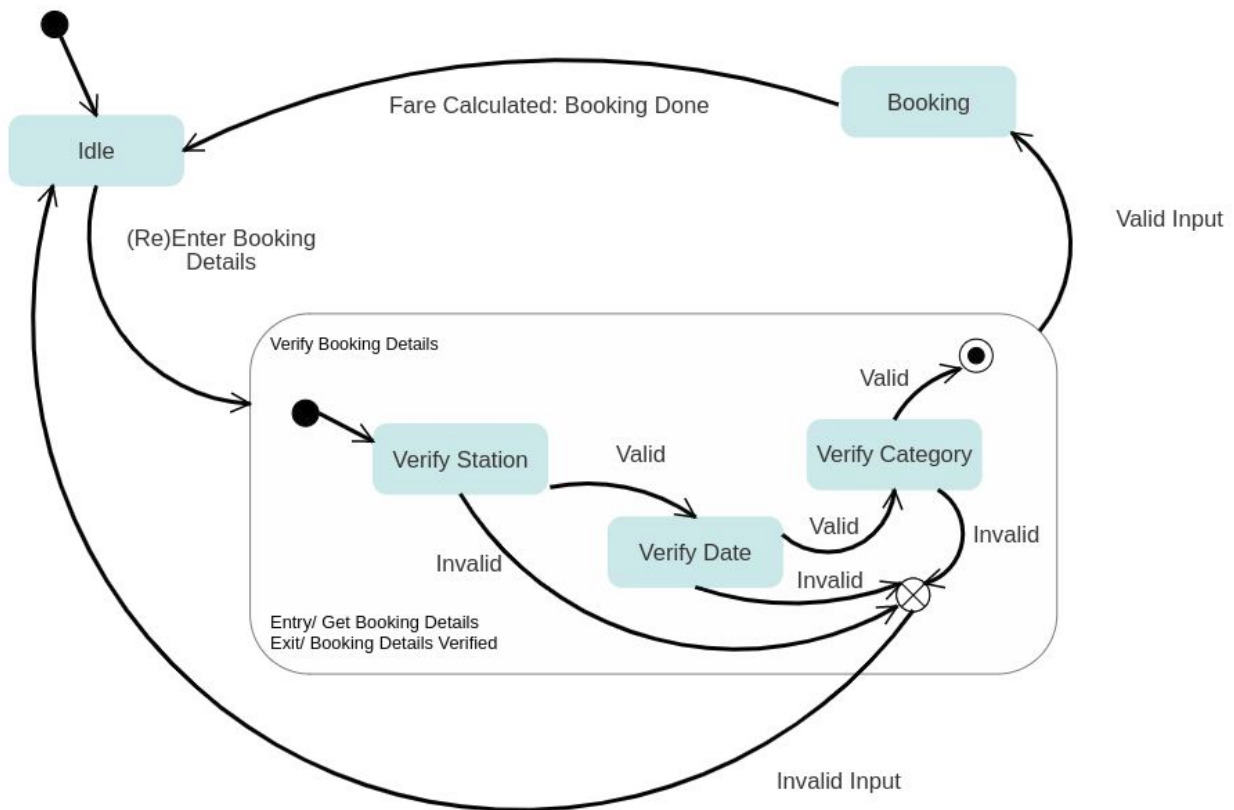 Booking
Fare Calculated: Booking Done
Idle
Valid Input
(Re)Enter Booking
Details
Verify Booking Details
Valid
Verify Station
Valid
Verify Category
Valid
Invalid
Verify Date
Invalid
Invalid
Entry/ Get Booking Details
Exit/ Booking Details Verified
Invalid Input